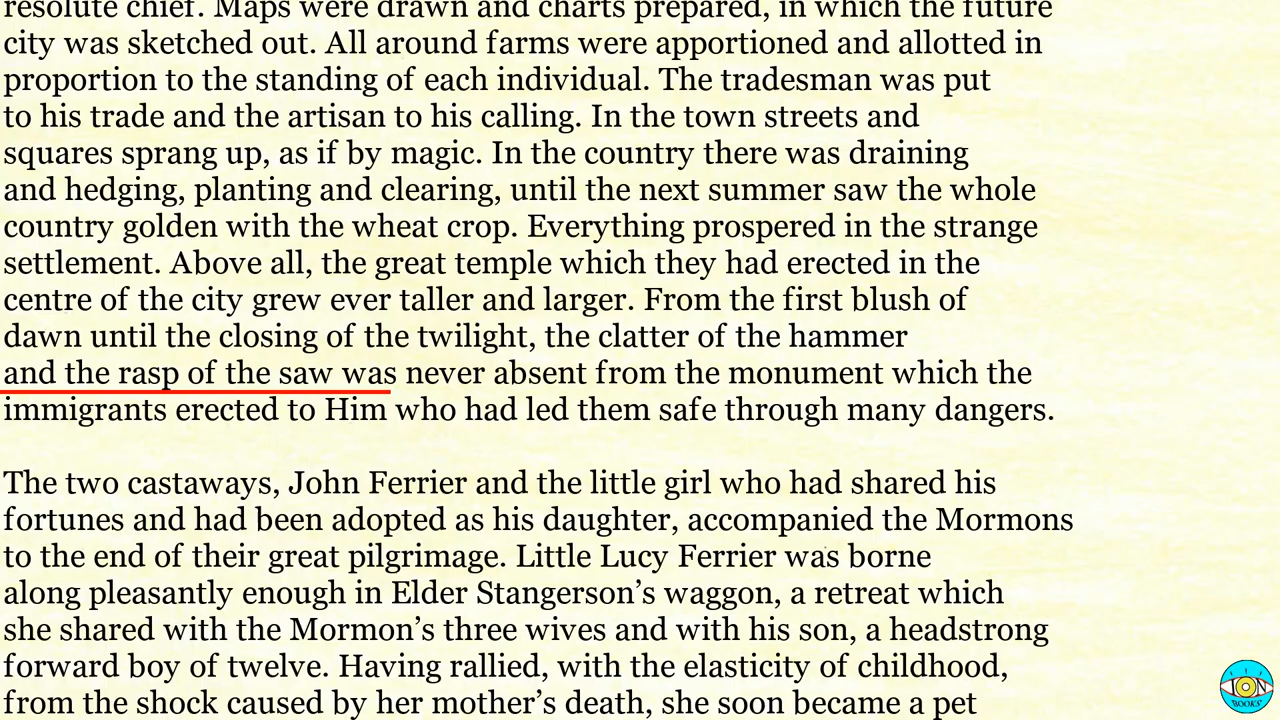 resolute chief. Maps were drawn and charts prepared, in which the future
city was sketched out. All around farms were apportioned and allotted in
proportion to the standing of each individual. The tradesman was put
to his trade and the artisan to his calling. In the town streets and
squares sprang up, as if by magic. In the country there was draining
and hedging, planting and clearing, until the next summer saw the whole
country golden with the wheat crop. Everything prospered in the strange
settlement. Above all, the great temple which they had erected in the
centre of the city grew ever taller and larger. From the first blush of
dawn until the closing of the twilight, the clatter of the hammer
and the rasp of the saw was never absent from the monument which the
immigrants erected to Him who had led them safe through many dangers.
The two castaways, John Ferrier and the little girl who had shared his
fortunes and had been adopted as his daughter, accompanied the Mormons
to the end of their great pilgrimage. Little Lucy Ferrier was borne
along pleasantly enough in Elder Stangerson’s waggon, a retreat which
she shared with the Mormon’s three wives and with his son, a headstrong
forward boy of twelve. Having rallied, with the elasticity of childhood,
from the shock caused by her mother’s death, she soon became a pet
ION
BOOKS